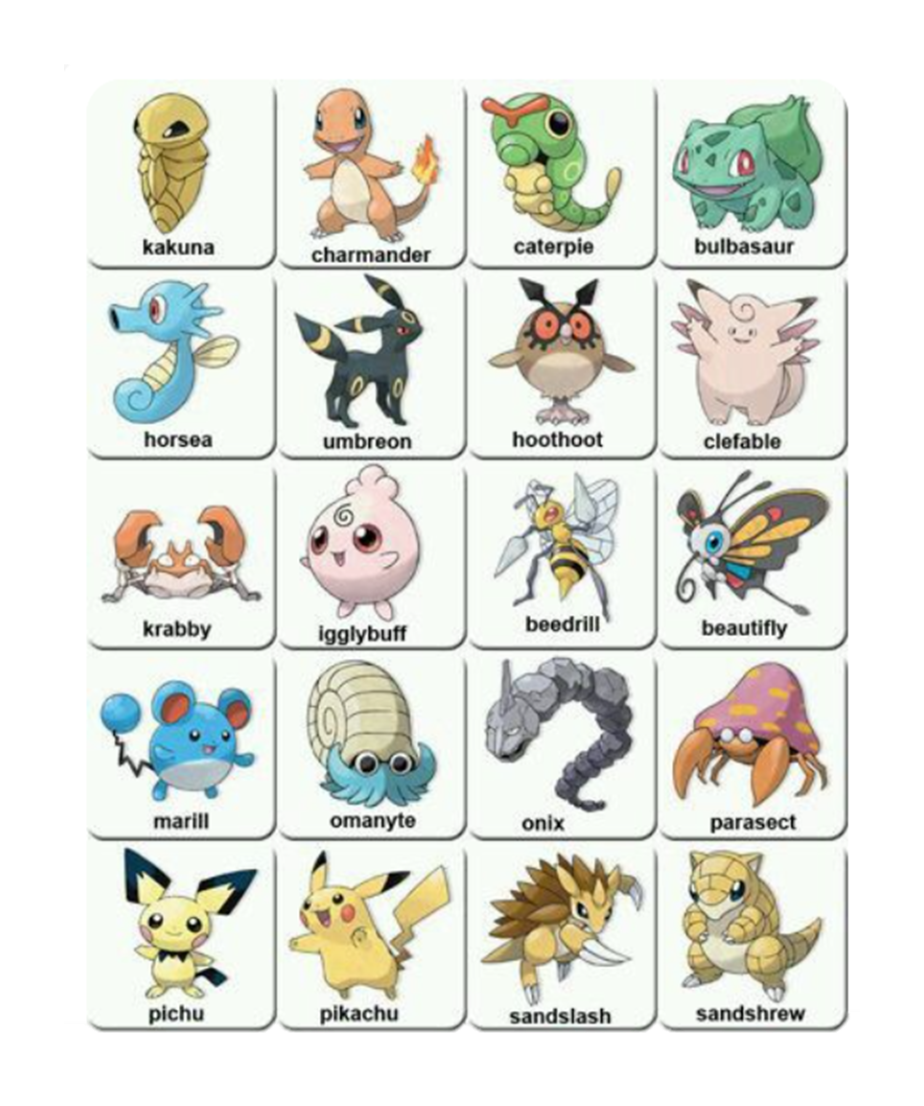 kakuna
charmander
caterpie
bulbasaur
horsea
umbreon
hoothoot
clefable
krabby
igglybuff
beedrill
beautifly
marill
omanyte
onix
parasect
pichu
pikachu
sandslash
sandshrew